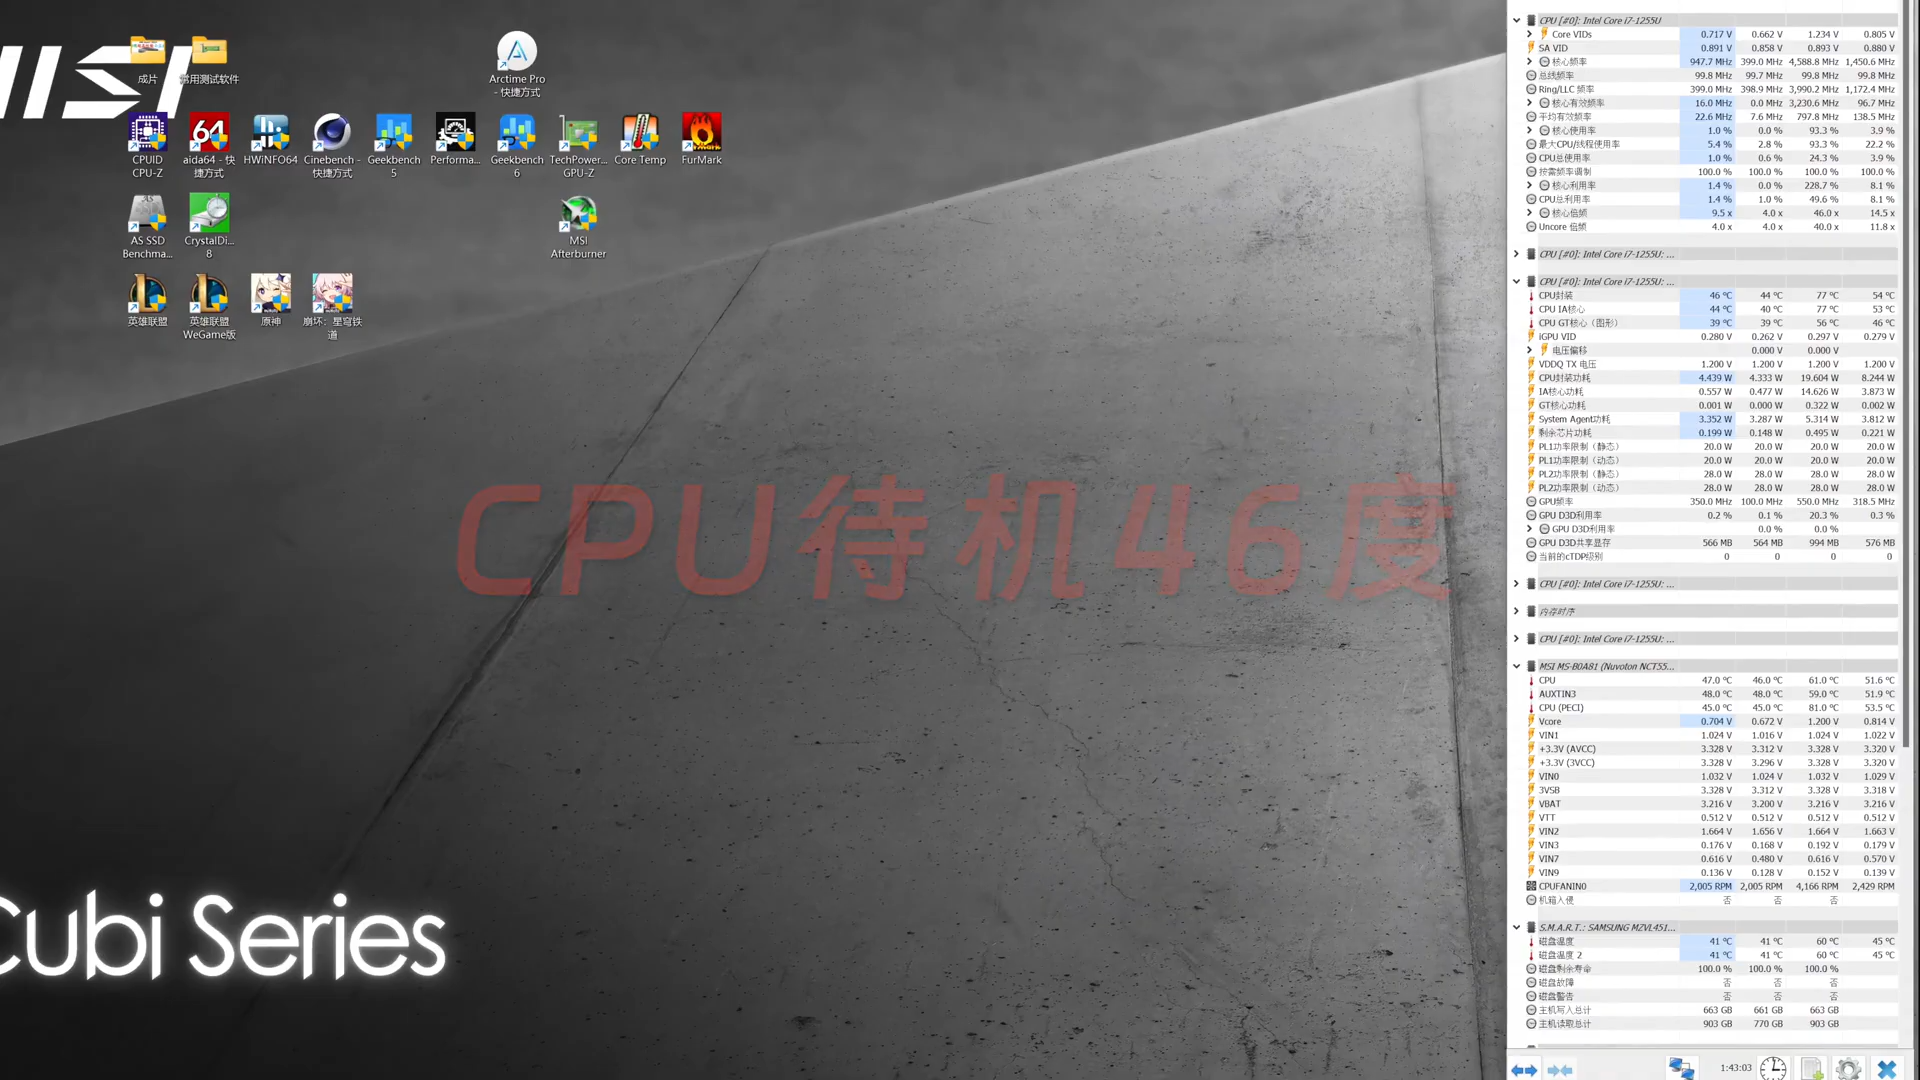 成片
常用测试软件
Arctime Pro
- 快捷方式
CPUID
CPU-Z
aida64 - 快
捷方式
HWiNFO64
Cinebench -
快捷方式
Geekbench
5
Performa...
Geekbench
6
TechPower...
GPU-Z
Core Temp
FurMark
AS SSD
Benchma...
CrystalDi...
8
MSI
Afterburner
英雄联盟
英雄联盟
WeGame版
原神
崩坏：星穹铁
道
CPU待机46度
Cubi Series
CPU [#0]: Intel Core i7-1255U
Core VIDs 0.717 V 0.662 V 1.234 V 0.805 V
SA VID 0.891 V 0.858 V 0.893 V 0.880 V
核心频率 947.7 MHz 399.0 MHz 4,588.8 MHz 1,450.6 MHz
总线频率 99.8 MHz 99.7 MHz 99.8 MHz 99.8 MHz
Ring/LLC 频率 399.0 MHz 398.9 MHz 3,990.2 MHz 1,172.4 MHz
核心有效频率 16.0 MHz 0.0 MHz 3,230.6 MHz 96.7 MHz
平均有效频率 22.6 MHz 7.6 MHz 797.8 MHz 138.5 MHz
核心使用率 1.0 % 0.0 % 93.3 % 3.9 %
最大CPU/线程使用率 5.4 % 2.8 % 93.3 % 22.2 %
CPU总使用率 1.0 % 0.6 % 24.3 % 3.9 %
按需频率调制 100.0 % 100.0 % 100.0 % 100.0 %
核心利用率 1.4 % 0.0 % 228.7 % 8.1 %
CPU总利用率 1.4 % 1.0 % 49.6 % 8.1 %
核心倍频 9.5 x 4.0 x 46.0 x 14.5 x
Uncore 倍频 4.0 x 4.0 x 40.0 x 11.8 x
CPU [#0]: Intel Core i7-1255U: ...
CPU [#0]: Intel Core i7-1255U: ...
CPU封装 46 °C 44 °C 77 °C 54 °C
CPU IA核心 44 °C 40 °C 77 °C 53 °C
CPU GT核心（图形） 39 °C 39 °C 56 °C 46 °C
iGPU VID 0.280 V 0.262 V 0.297 V 0.279 V
电压偏移 0.000 V 0.000 V
VDDQ TX 电压 1.200 V 1.200 V 1.200 V 1.200 V
CPU封装功耗 4.439 W 4.333 W 19.604 W 8.244 W
IA核心功耗 0.557 W 0.477 W 14.626 W 3.873 W
GT核心功耗 0.001 W 0.000 W 0.322 W 0.002 W
System Agent功耗 3.352 W 3.287 W 5.314 W 3.812 W
剩余芯片功耗 0.199 W 0.148 W 0.495 W 0.221 W
PL1功率限制（静态） 20.0 W 20.0 W 20.0 W 20.0 W
PL1功率限制（动态） 20.0 W 20.0 W 20.0 W 20.0 W
PL2功率限制（静态） 28.0 W 28.0 W 28.0 W 28.0 W
PL2功率限制（动态） 28.0 W 28.0 W 28.0 W 28.0 W
GPU频率 350.0 MHz 100.0 MHz 550.0 MHz 318.5 MHz
GPU D3D利用率 0.2 % 0.1 % 20.3 % 0.3 %
GPU D3D利用率 0.0 % 0.0 %
GPU D3D共享显存 566 MB 564 MB 994 MB 576 MB
当前的cTDP级别 0 0 0 0
CPU [#0]: Intel Core i7-1255U: ...
内存时序
CPU [#0]: Intel Core i7-1255U: ...
MSI MS-B0A81 (Nuvoton NCT55...
CPU 47.0 °C 46.0 °C 61.0 °C 51.6 °C
AUXTIN3 48.0 °C 48.0 °C 59.0 °C 51.9 °C
CPU (PECI) 45.0 °C 45.0 °C 81.0 °C 53.5 °C
Vcore 0.704 V 0.672 V 1.200 V 0.814 V
VIN1 1.024 V 1.016 V 1.024 V 1.022 V
+3.3V (AVCC) 3.328 V 3.312 V 3.328 V 3.320 V
+3.3V (3VCC) 3.328 V 3.296 V 3.328 V 3.320 V
VIN0 1.032 V 1.024 V 1.032 V 1.029 V
3VSB 3.328 V 3.312 V 3.328 V 3.318 V
VBAT 3.216 V 3.200 V 3.216 V 3.216 V
VTT 0.512 V 0.512 V 0.512 V 0.512 V
VIN2 1.664 V 1.656 V 1.664 V 1.663 V
VIN3 0.176 V 0.168 V 0.192 V 0.179 V
VIN7 0.616 V 0.480 V 0.616 V 0.570 V
VIN9 0.136 V 0.128 V 0.152 V 0.139 V
CPUFANIN0 2,005 RPM 2,005 RPM 4,166 RPM 2,429 RPM
机箱入侵 否 否 否
S.M.A.R.T.: SAMSUNG MZVL451...
磁盘温度 41 °C 41 °C 60 °C 45 °C
磁盘温度 2 41 °C 41 °C 60 °C 45 °C
磁盘剩余寿命 100.0 % 100.0 % 100.0 %
磁盘故障 否 否 否
磁盘警告 否 否 否
主机写入总计 663 GB 661 GB 663 GB
主机读取总计 903 GB 770 GB 903 GB
1:43:03